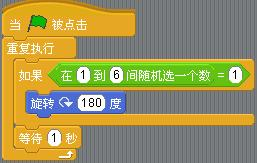 当 被点击
重复执行
如果 在 1 到 6 间随机选一个数 = 1
旋转 180 度
等待 1 秒